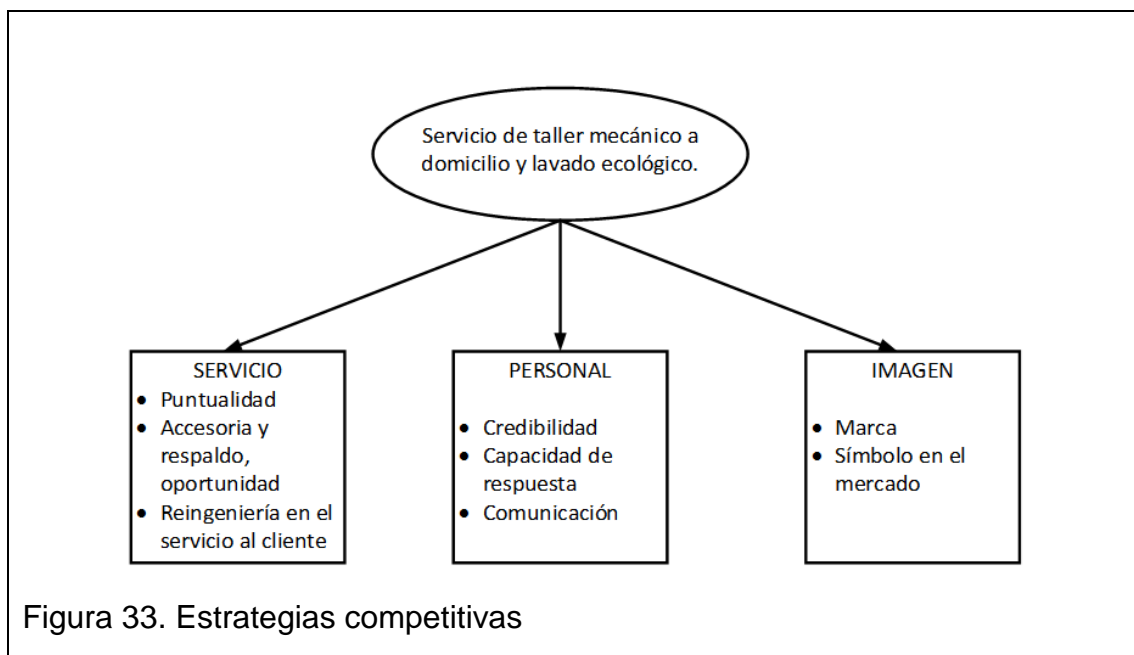 Servicio de taller mecánico a
domicilio y lavado ecológico.
SERVICIO
• Puntualidad
• Accesoria y
respaldo,
oportunidad
• Reingeniería en el
servicio al cliente
PERSONAL
• Credibilidad
• Capacidad de
respuesta
• Comunicación
IMAGEN
• Marca
• Símbolo en el
mercado
Figura 33. Estrategias competitivas